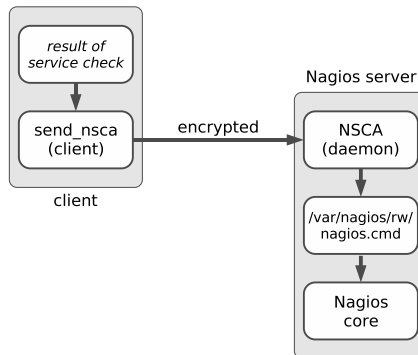 result of
service check
send_nsca
(client)
client
encrypted
Nagios server
NSCA
(daemon)
/var/nagios/rw/
nagios.cmd
Nagios
core